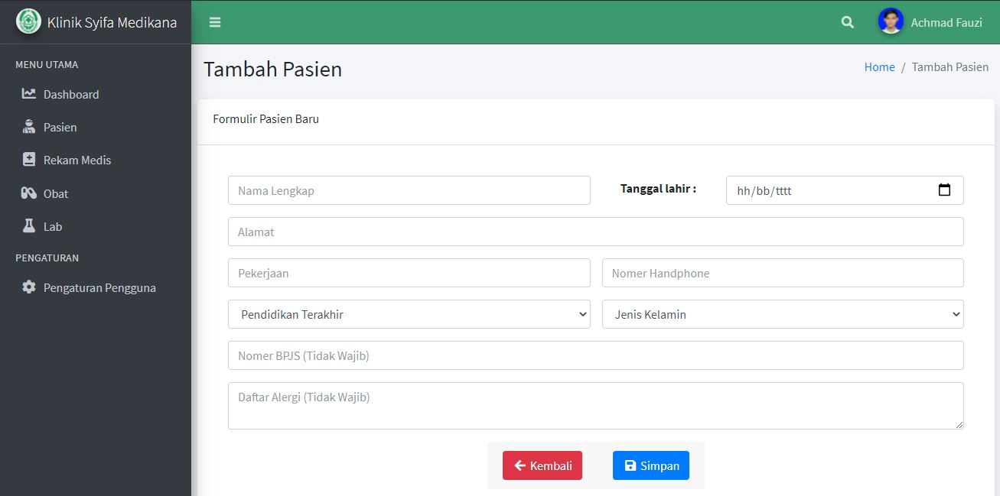 Klinik Syifa Medikana
Achmad Fauzi
MENU UTAMA
Dashboard
Pasien
Rekam Medis
Obat
Lab
PENGATURAN
Pengaturan Pengguna
Tambah Pasien
Home / Tambah Pasien
Formulir Pasien Baru
Nama Lengkap
Tanggal lahir :
hh/bb/tttt
Alamat
Pekerjaan
Nomer Handphone
Pendidikan Terakhir
Jenis Kelamin
Nomer BPJS (Tidak Wajib)
Daftar Alergi (Tidak Wajib)
Kembali
Simpan